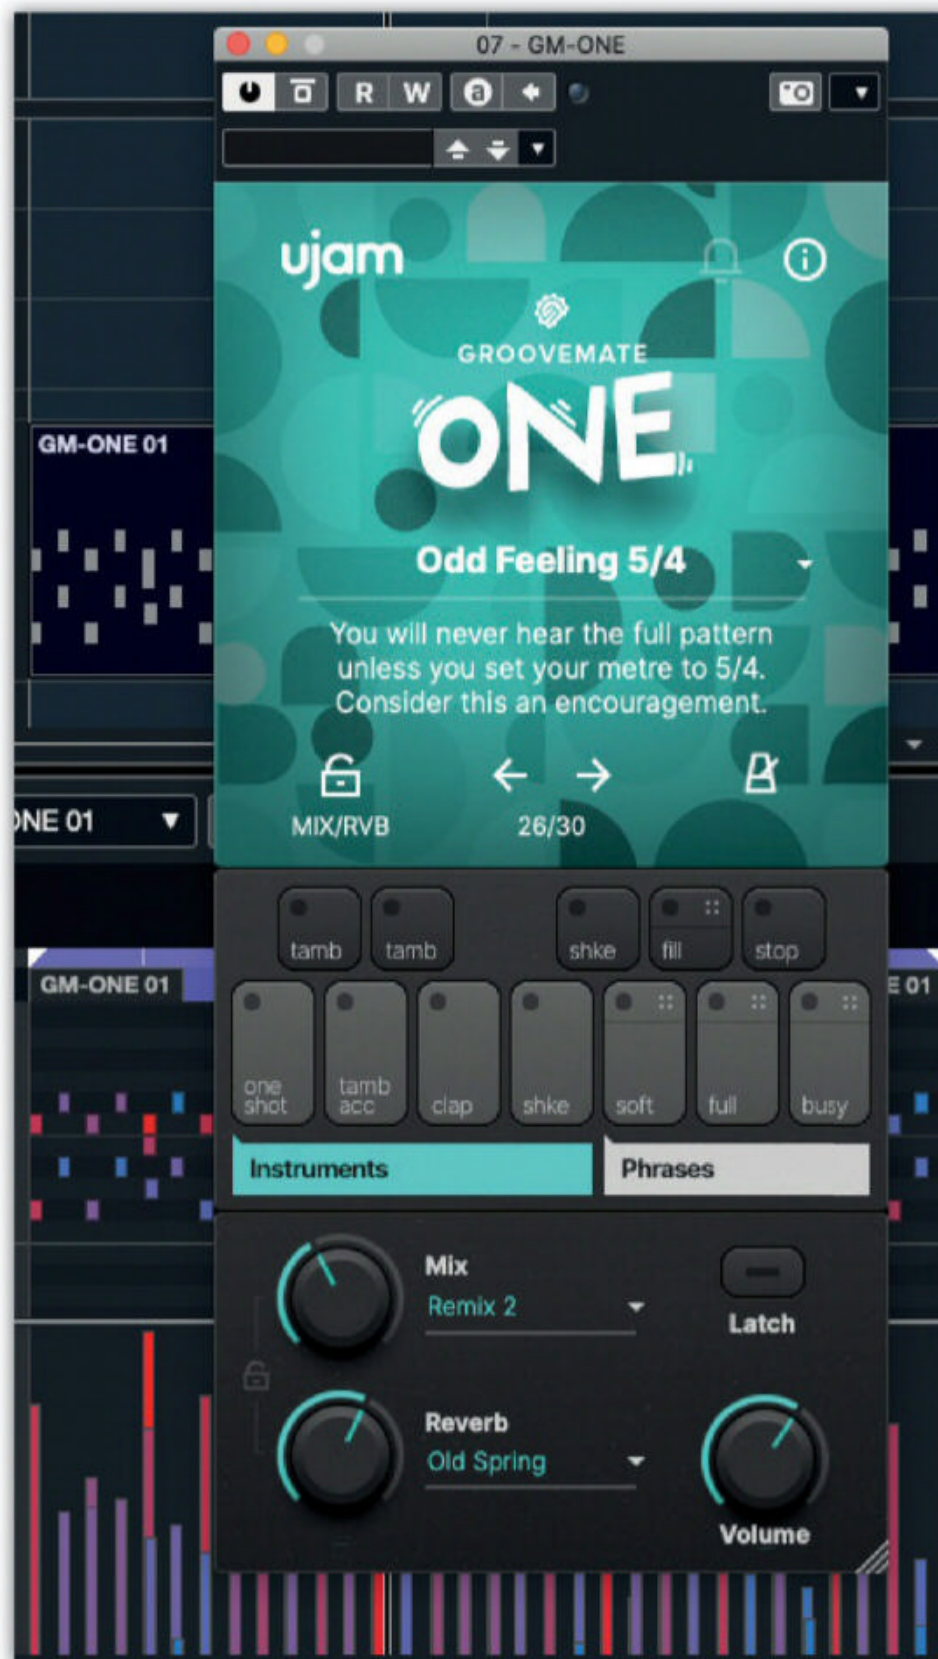 07 - GM-ONE
R W a
ujam
i
GROOVEMATE
ONE
GM-ONE 01
Odd Feeling 5/4
You will never hear the full pattern
unless you set your metre to 5/4.
Consider this an encouragement.
MIX/RVB
26/30
ONE 01
tamb
tamb
shke
fill
stop
GM-ONE 01
E 01
one
shot
tamb
acc
clap
shke
soft
full
busy
Instruments
Phrases
Mix
Remix 2
Latch
Reverb
Old Spring
Volume